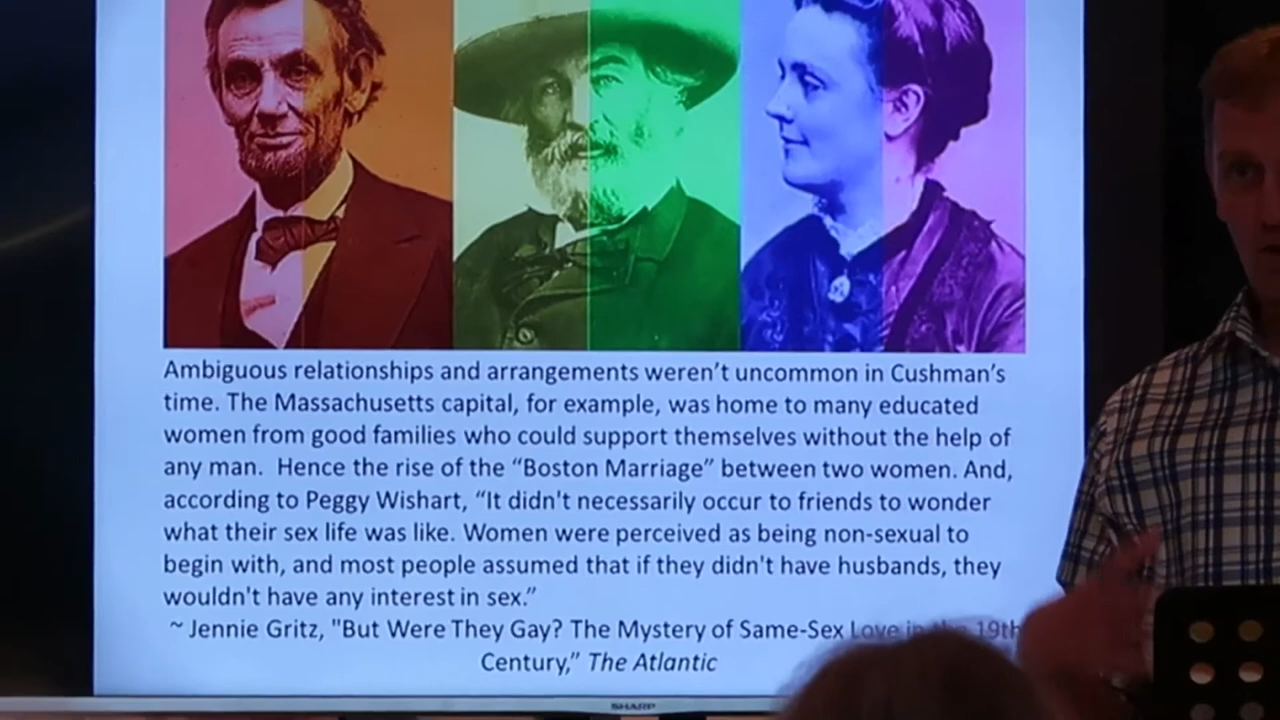 Ambiguous relationships and arrangements weren't uncommon in Cushman's
time. The Massachusetts capital, for example, was home to many educated
women from good families who could support themselves without the help of
any man.  Hence the rise of the “Boston Marriage” between two women. And,
according to Peggy Wishart, “It didn't necessarily occur to friends to wonder
what their sex life was like. Women were perceived as being non-sexual to
begin with, and most people assumed that if they didn't have husbands, they
wouldn't have any interest in sex.”
~ Jennie Gritz, "But Were They Gay? The Mystery of Same-Sex Love in the 19th
Century,” The Atlantic
SHARP